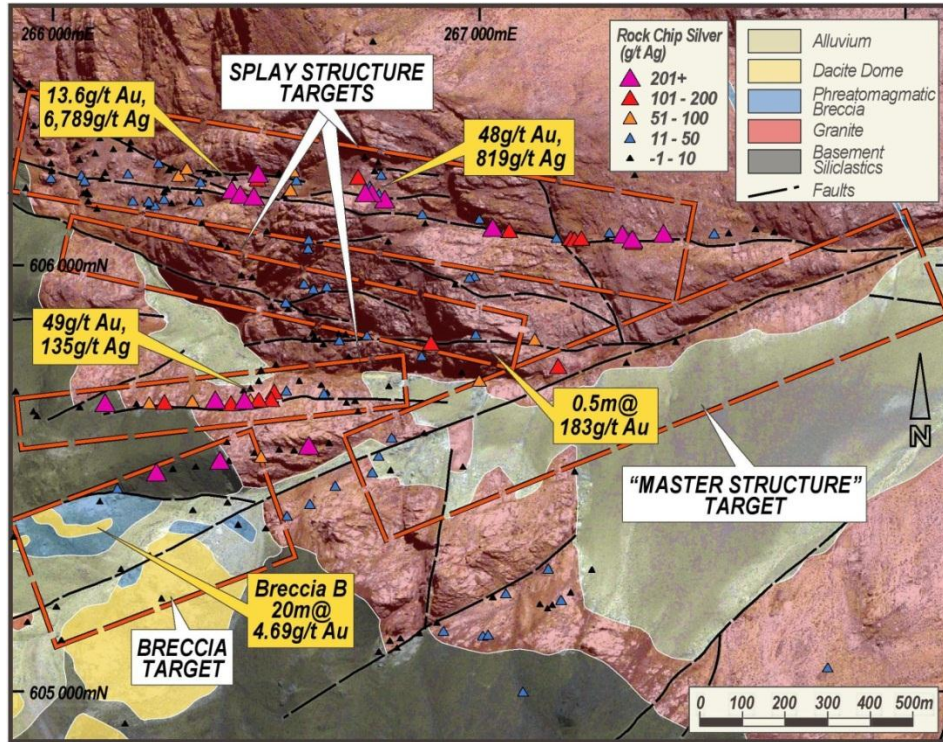 266 000mE
267 000mE
SPLAY STRUCTURE
TARGETS
13.6g/t Au,
6,789g/t Ag
48g/t Au,
819g/t Ag
Rock Chip Silver
(g/t Ag)
201+
101 - 200
51 - 100
11 - 50
-1 - 10
Alluvium
Dacite Dome
Phreatomagmatic
Breccia
Granite
Basement
Siliclastics
Faults
606 000mN
49g/t Au,
135g/t Ag
0.5m@
183g/t Au
N
"MASTER STRUCTURE"
TARGET
Breccia B
20m@
4.69g/t Au
BRECCIA
TARGET
605 000mN
0 100 200 300 400 500m